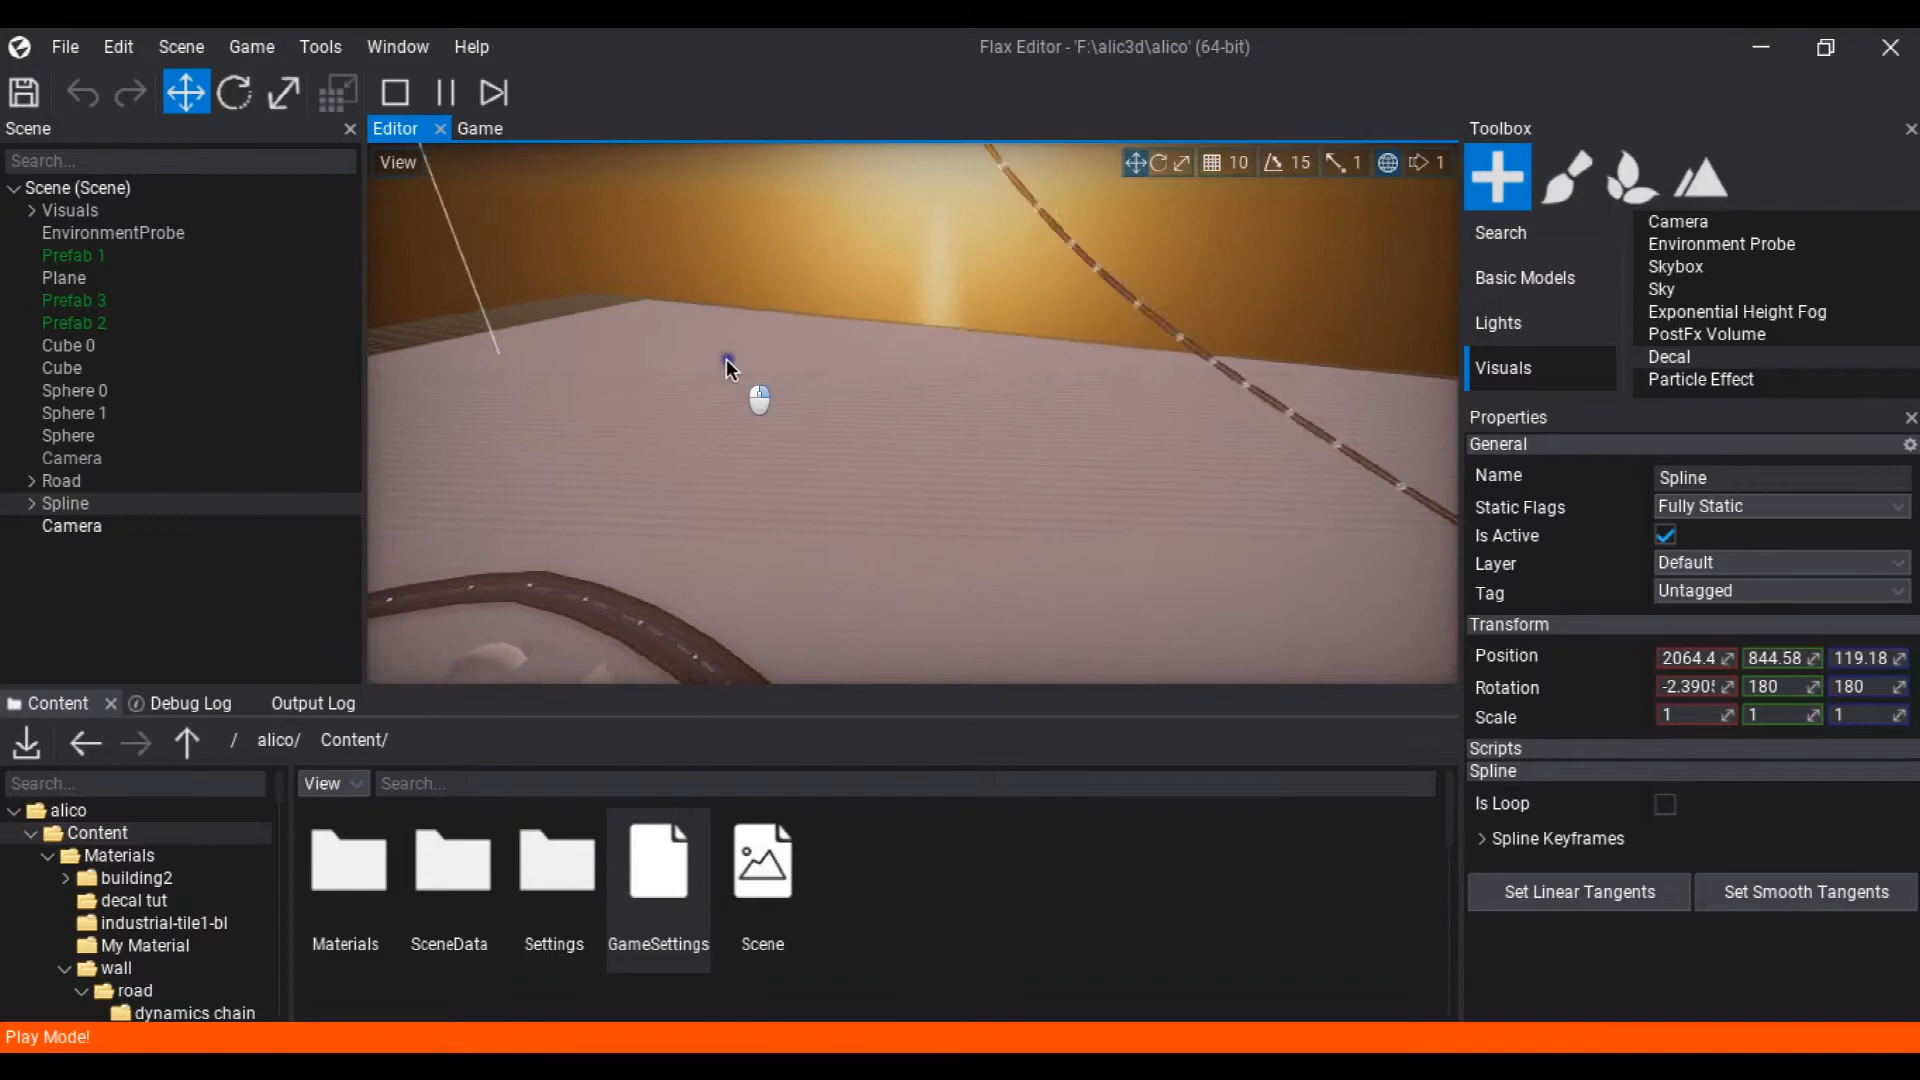 File Edit Scene Game Tools Window Help
Flax Editor - 'F:\alic3d\alico' (64-bit)
Scene
Search...
Scene (Scene)
Visuals
EnvironmentProbe
Prefab 1
Plane
Prefab 3
Prefab 2
Cube 0
Cube
Sphere 0
Sphere 1
Sphere
Camera
Road
Spline
Camera
Editor Game
View
10 15 1 1
Toolbox
Search
Basic Models
Lights
Visuals
Camera
Environment Probe
Skybox
Sky
Exponential Height Fog
PostFx Volume
Decal
Particle Effect
Properties
General
Name Spline
Static Flags Fully Static
Is Active
Layer Default
Tag Untagged
Transform
Position 2064.4 844.58 119.18
Rotation -2.3905 180 180
Scale 1 1 1
Scripts
Spline
Is Loop
Spline Keyframes
Set Linear Tangents Set Smooth Tangents
Content Debug Log Output Log
/ alico/ Content/
Search...
alico
Content
Materials
building2
decal tut
industrial-tile1-bl
My Material
wall
road
dynamics chain
View Search...
Materials SceneData Settings GameSettings Scene
Play Mode!